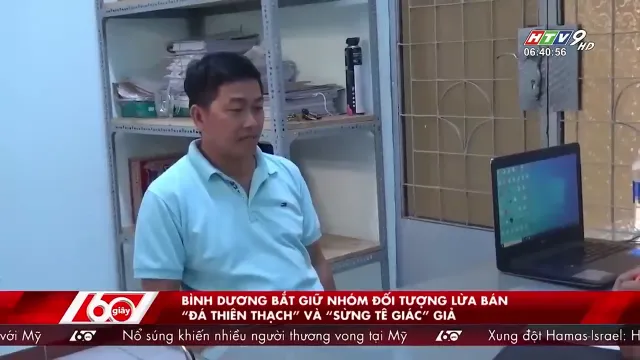 HTV9 HD
06:40:56
60 giây
BÌNH DƯƠNG BẮT GIỮ NHÓM ĐỐI TƯỢNG LỪA BÁN
“ĐÁ THIÊN THẠCH” VÀ “SỪNG TÊ GIÁC” GIẢ
với Mỹ 60 Nổ súng khiến nhiều người thương vong tại Mỹ 60 Xung đột Hamas-Israel: H